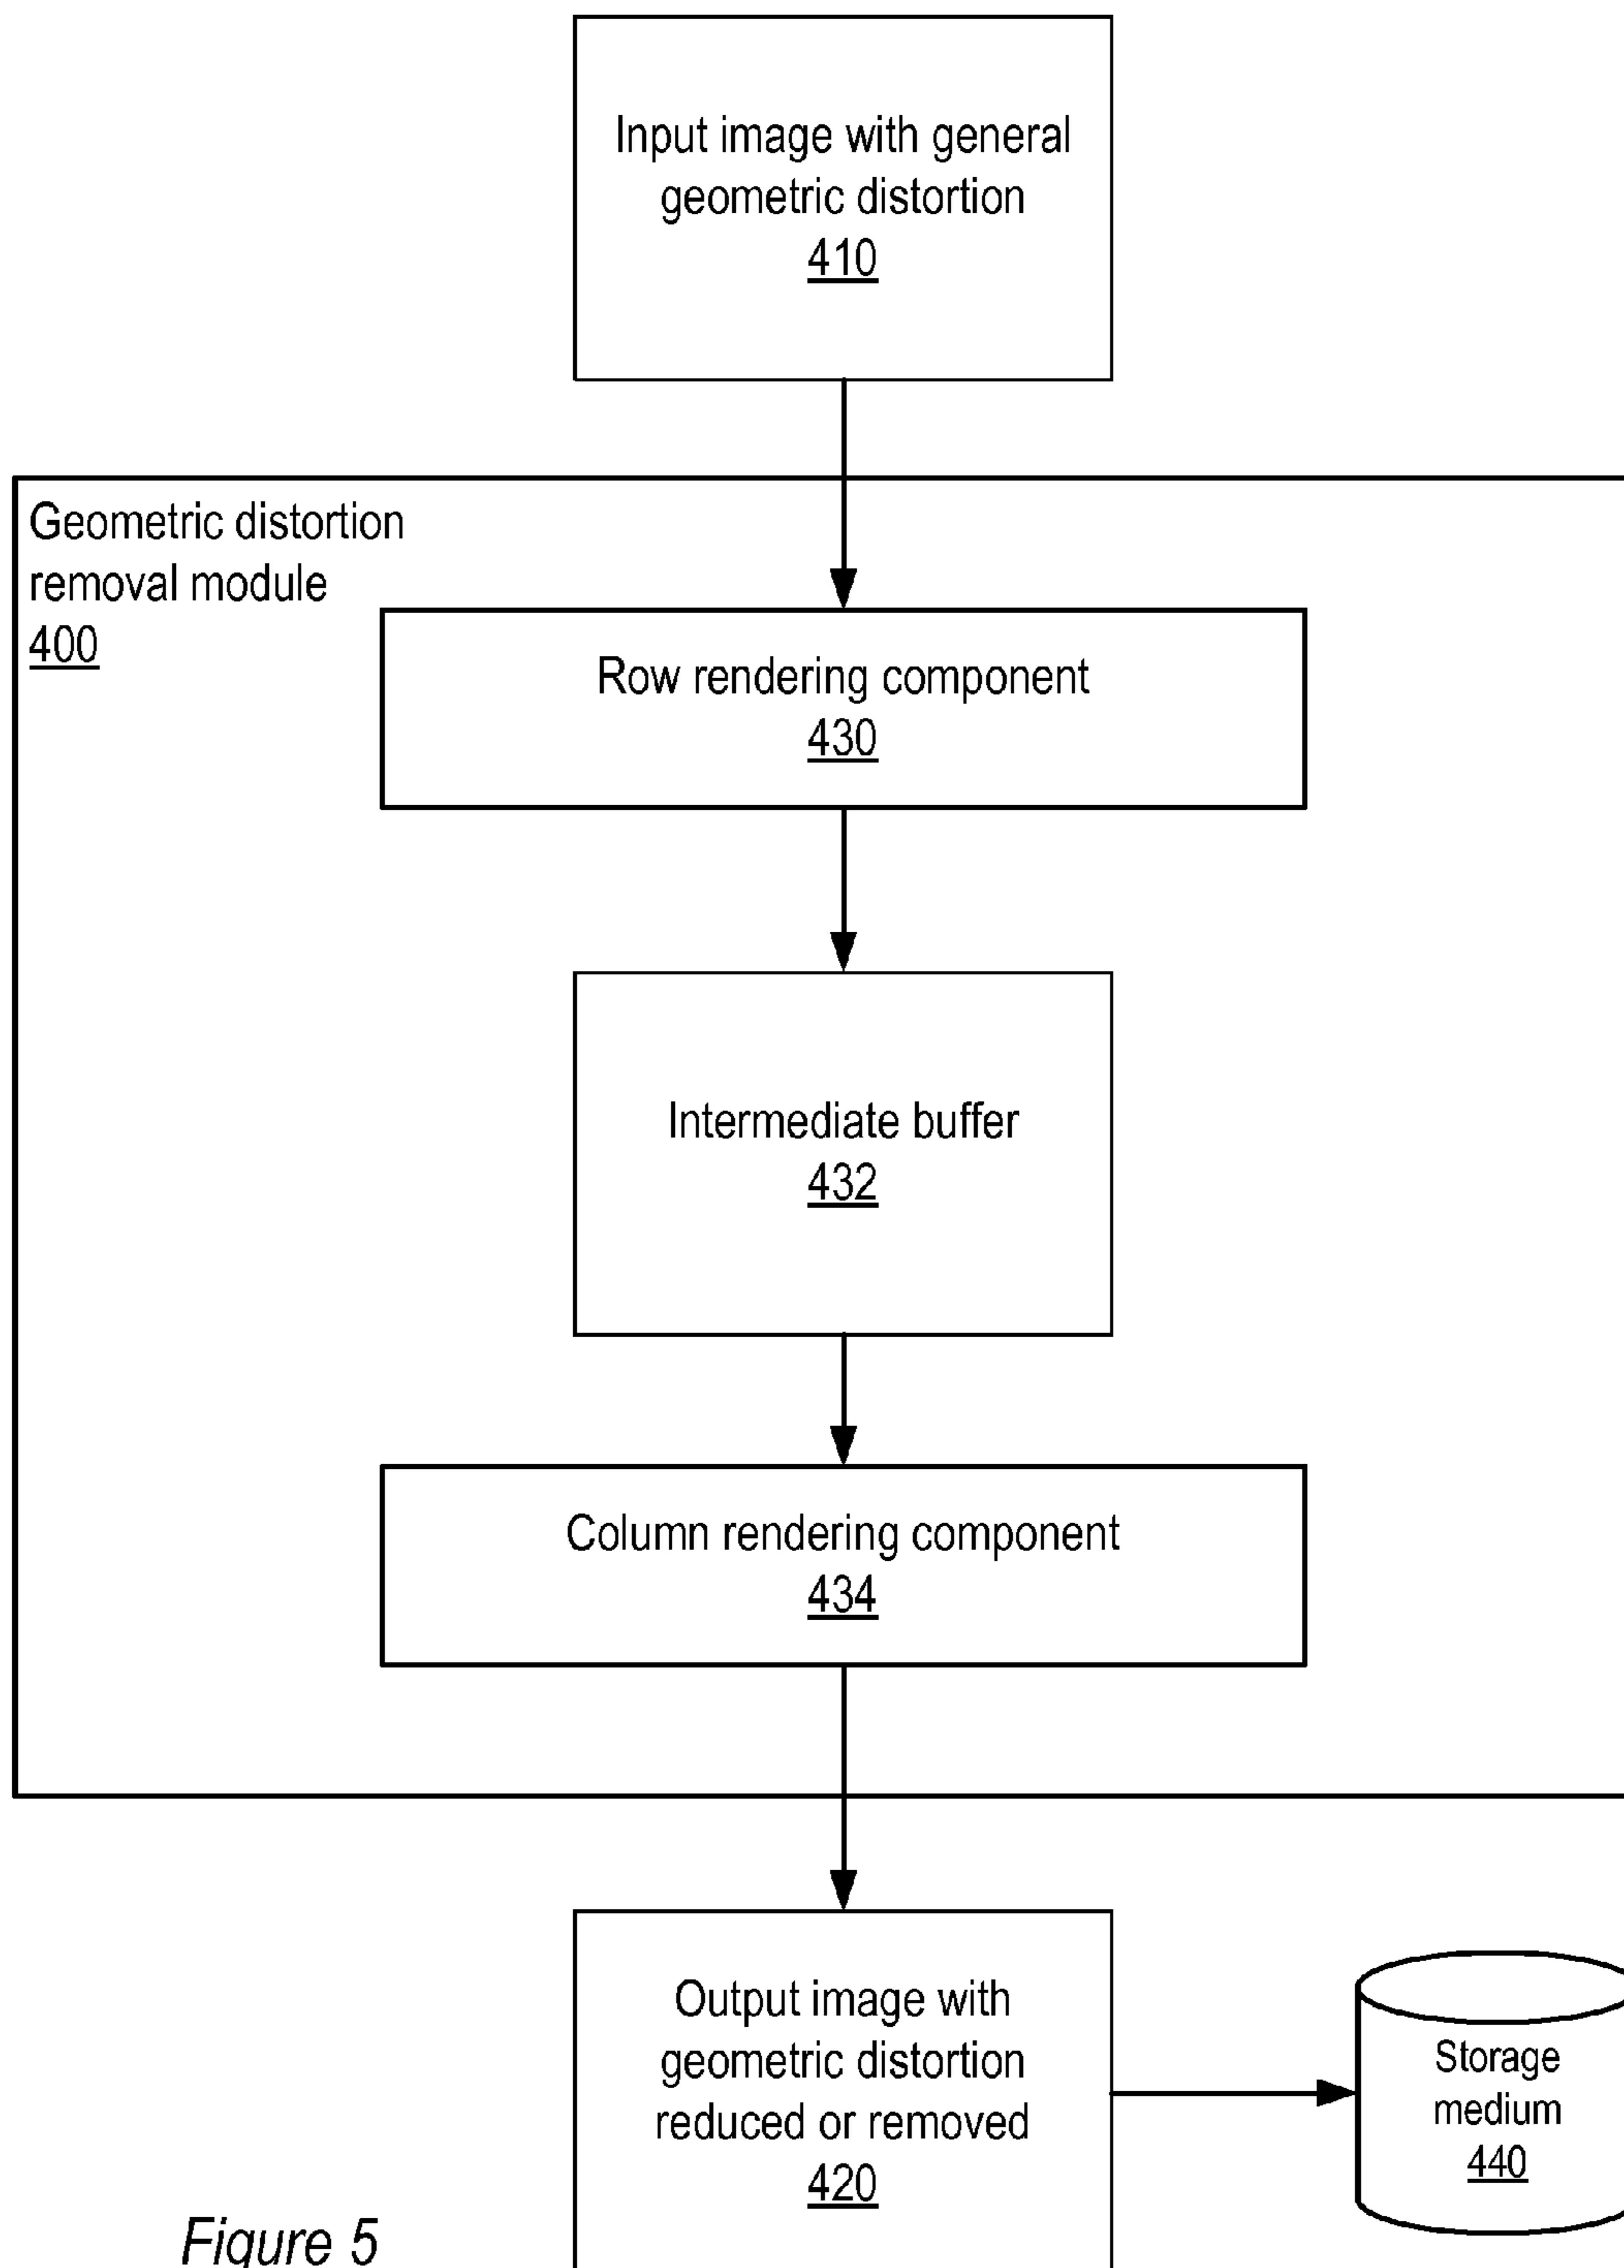 Input image with general
geometric distortion
410
Geometric distortion
removal module
400
Row rendering component
430
Intermediate buffer
432
Column rendering component
434
Output image with
geometric distortion
reduced or removed
420
Storage
medium
440
Figure 5